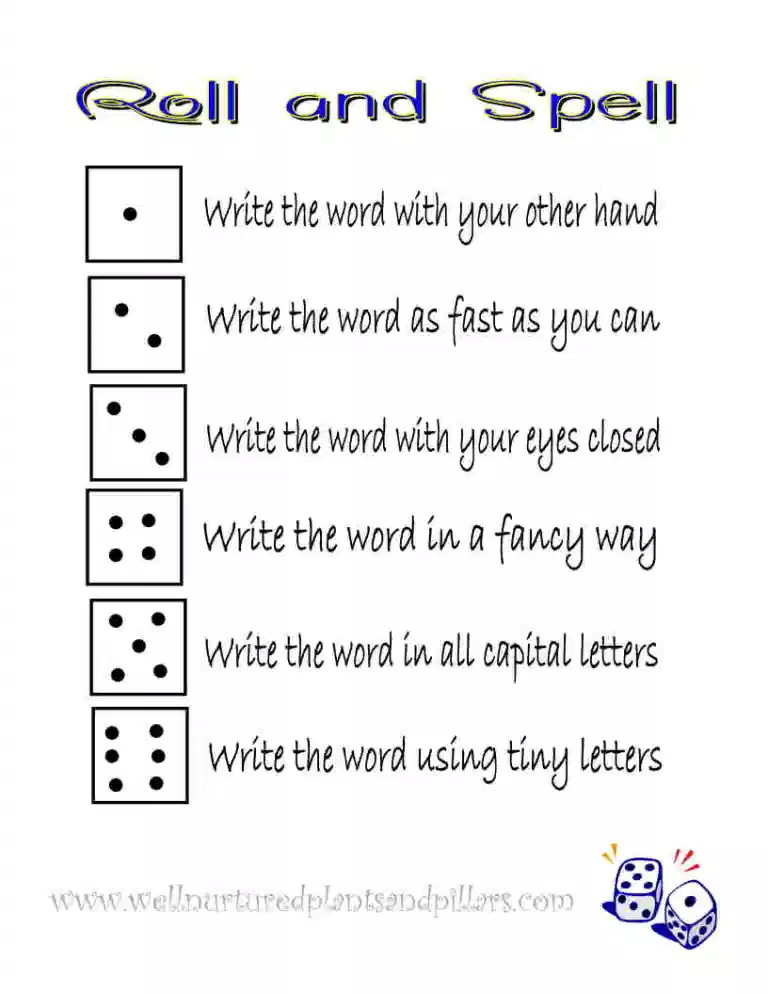 Roll and Spell
Write the word with your other hand
Write the word as fast as you can
Write the word with your eyes closed
Write the word in a fancy way
Write the word in all capital letters
Write the word using tiny letters
www.wellnurturedplantsandpillars.com